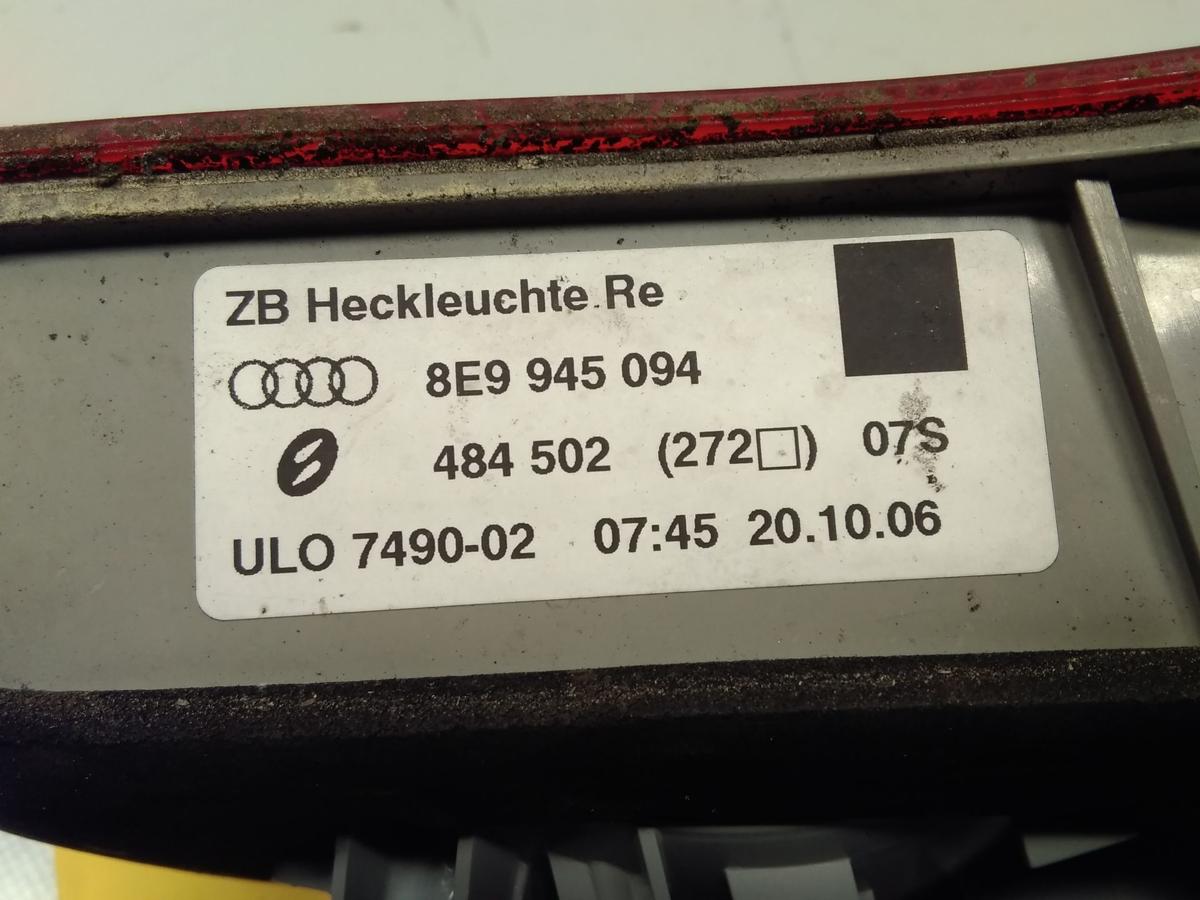 ZB Heckleuchte Re
8E9 945 094
484 502 (272□) 07S
ULO 7490-02 07:45 20.10.06